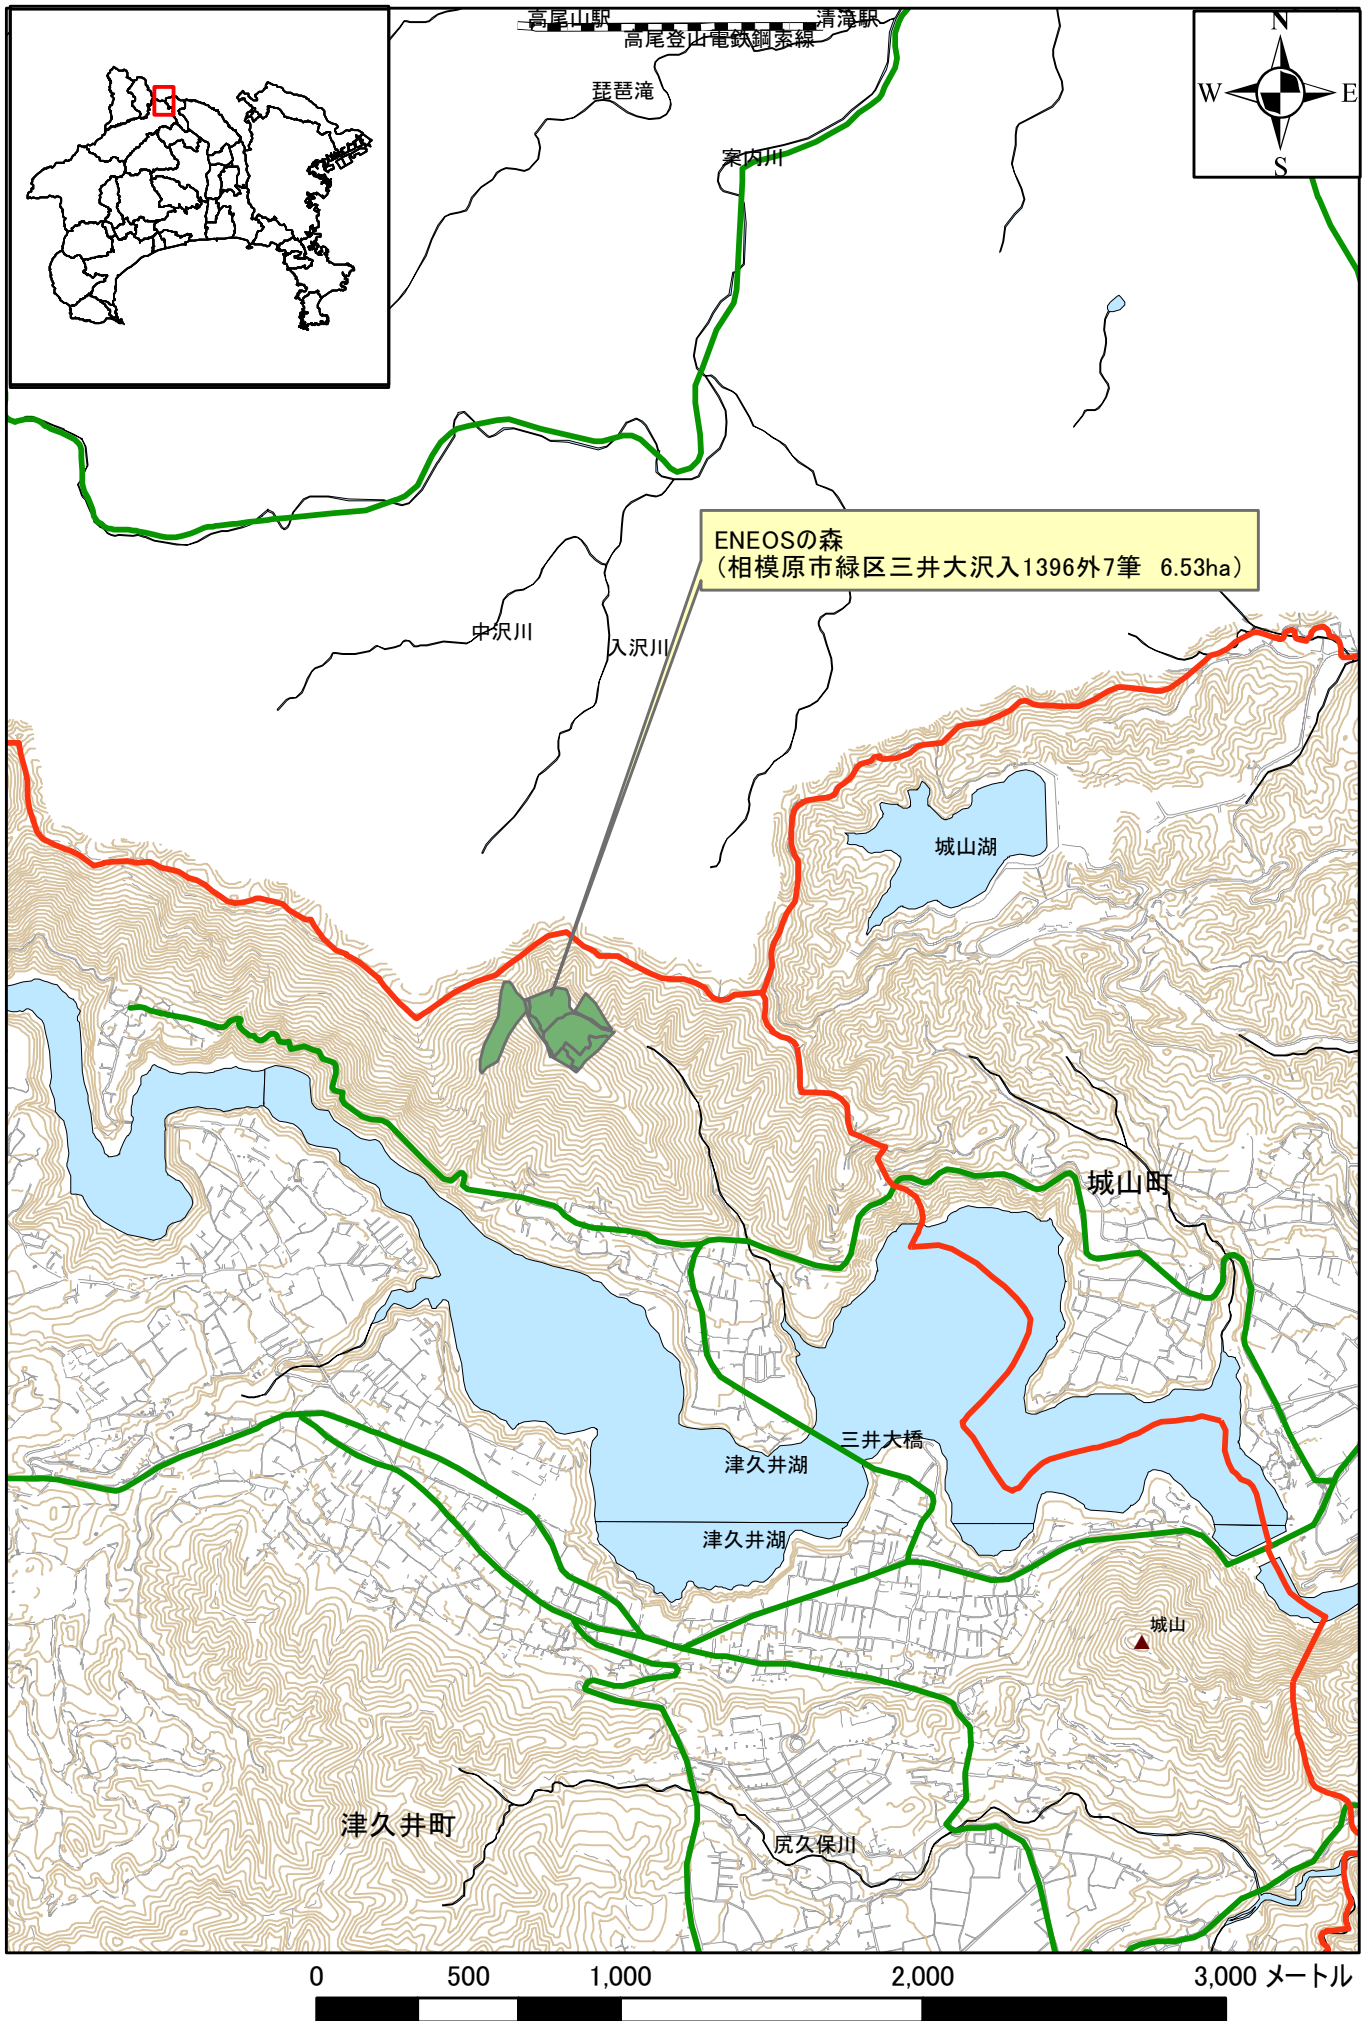 高尾山駅
清滝駅
高尾登山電鉄鋼索線
琵琶滝
案内川
N
W
E
S
ENEOSの森
（相模原市緑区三井大沢入1396外7筆 6.53ha）
中沢川
入沢川
城山湖
城山町
三井大橋
津久井湖
津久井湖
城山
津久井町
尻久保川
0 500 1,000 2,000 3,000 メートル